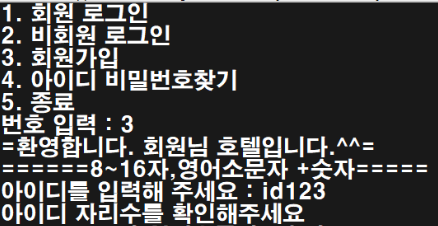 1. 회원 로그인
2. 비회원 로그인
3. 회원가입
4. 아이디 비밀번호찾기
5. 종료
번호 입력 : 3
=환영합니다. 회원님 호텔입니다.^^=
======8~16자,영어소문자 +숫자=====
아이디를 입력해 주세요 : id123
아이디 자리수를 확인해주세요